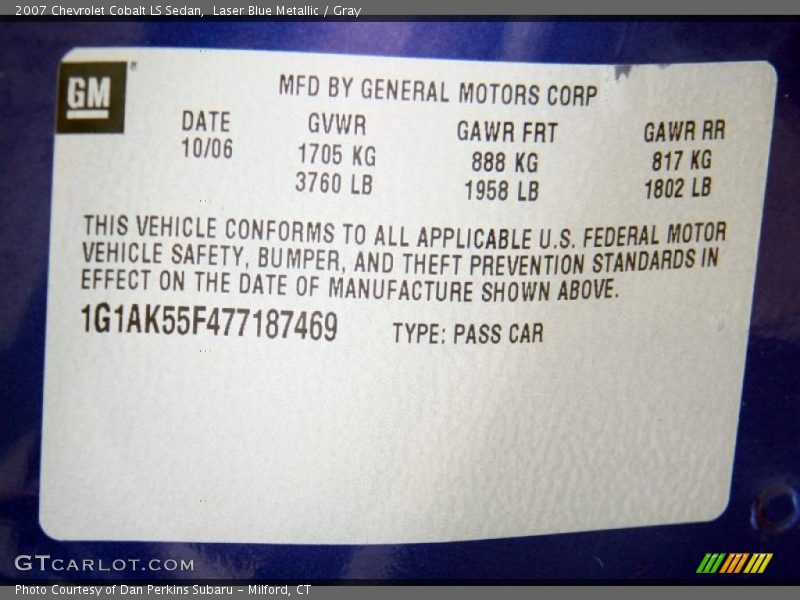 2007 Chevrolet Cobalt LS Sedan,  Laser Blue Metallic / Gray
GM ®
MFD BY GENERAL MOTORS CORP
DATE GVWR GAWR FRT GAWR RR
10/06 1705 KG 888 KG 817 KG
3760 LB 1958 LB 1802 LB
THIS VEHICLE CONFORMS TO ALL APPLICABLE U.S. FEDERAL MOTOR
VEHICLE SAFETY, BUMPER, AND THEFT PREVENTION STANDARDS IN
EFFECT ON THE DATE OF MANUFACTURE SHOWN ABOVE.
1G1AK55F477187469 TYPE: PASS CAR
GTCARLOT.COM
Photo Courtesy of Dan Perkins Subaru - Milford, CT